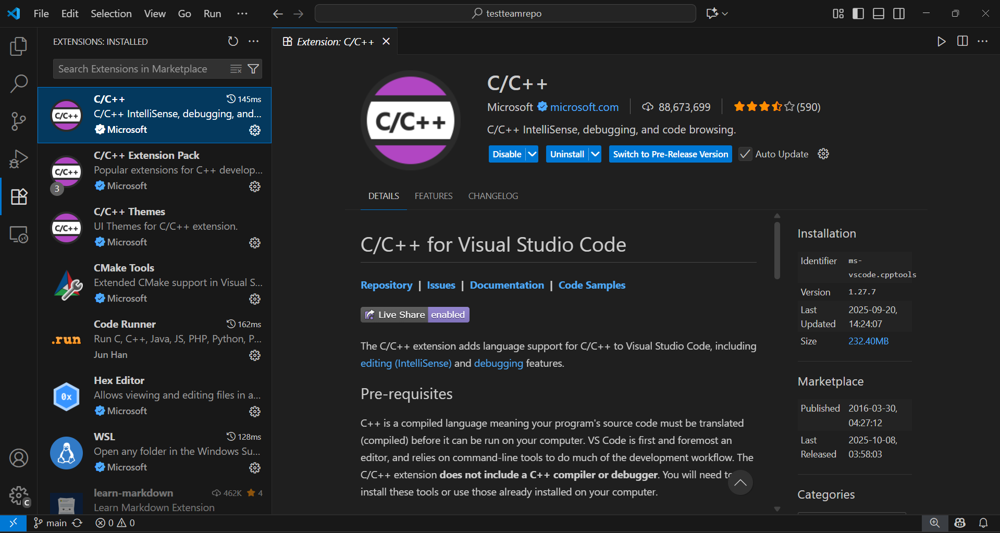 File Edit Selection View Go Run ··· testteamrepo
EXTENSIONS: INSTALLED
Search Extensions in Marketplace
C/C++ 145ms
C/C++ IntelliSense, debugging, and...
Microsoft
C/C++
C/C++ Extension Pack
Popular extensions for C++ develop...
Microsoft
C/C++
3
C/C++ Themes
UI Themes for C/C++ extension.
Microsoft
C/C++
CMake Tools
Extended CMake support in Visual S...
Microsoft
Code Runner 162ms
Run C, C++, Java, JS, PHP, Python, P...
Jun Han
.run
Hex Editor
Allows viewing and editing files in a...
Microsoft
0x
WSL 128ms
Open any folder in the Windows Su...
Microsoft
learn-markdown 462K 4
Learn Markdown Extension
Extension: C/C++
C/C++
C/C++
Microsoft microsoft.com 88,673,699 (590)
C/C++ IntelliSense, debugging, and code browsing.
Disable Uninstall Switch to Pre-Release Version Auto Update
DETAILS FEATURES CHANGELOG
C/C++ for Visual Studio Code
Repository | Issues | Documentation | Code Samples
Live Share enabled
The C/C++ extension adds language support for C/C++ to Visual Studio Code, including
editing (IntelliSense) and debugging features.
Pre-requisites
C++ is a compiled language meaning your program's source code must be translated
(compiled) before it can be run on your computer. VS Code is first and foremost an
editor, and relies on command-line tools to do much of the development workflow. The
C/C++ extension does not include a C++ compiler or debugger. You will need to
install these tools or use those already installed on your computer.
Installation
Identifier ms-
vscode.cpptools
Version 1.27.7
Last 2025-09-20,
Updated 14:24:07
Size 232.40MB
Marketplace
Published 2016-03-30,
04:27:12
Last 2025-10-08,
Released 03:58:03
Categories
C
main 0 0